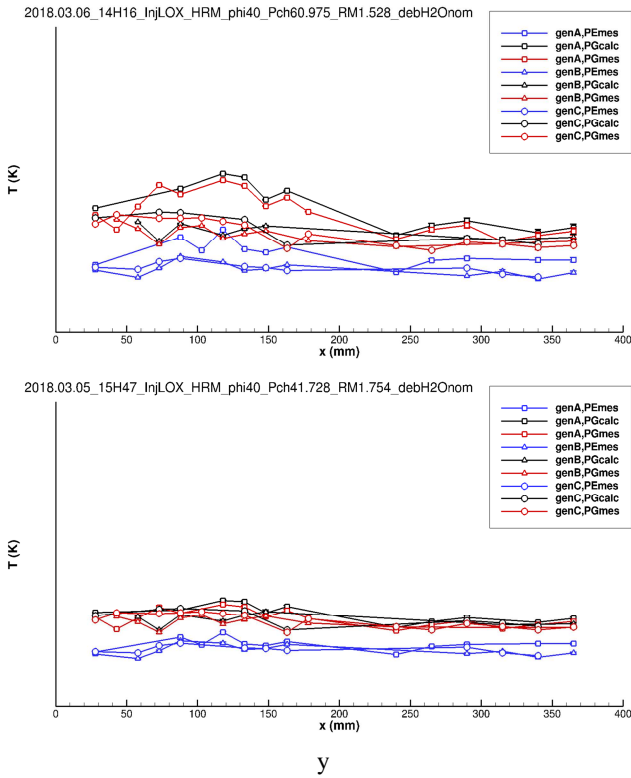 2018.03.06_14H16_InjLOX_HRM_phi40_Pch60.975_RM1.528_debH2Onom
genA,PEmes
genA,PGcalc
genA,PGmes
genB,PEmes
genB,PGcalc
genB,PGmes
genC,PEmes
genC,PGcalc
genC,PGmes
T (K)
0 50 100 150 200 250 300 350 400
x (mm)
2018.03.05_15H47_InjLOX_HRM_phi40_Pch41.728_RM1.754_debH2Onom
genA,PEmes
genA,PGcalc
genA,PGmes
genB,PEmes
genB,PGcalc
genB,PGmes
genC,PEmes
genC,PGcalc
genC,PGmes
T (K)
0 50 100 150 200 250 300 350 400
x (mm)
y